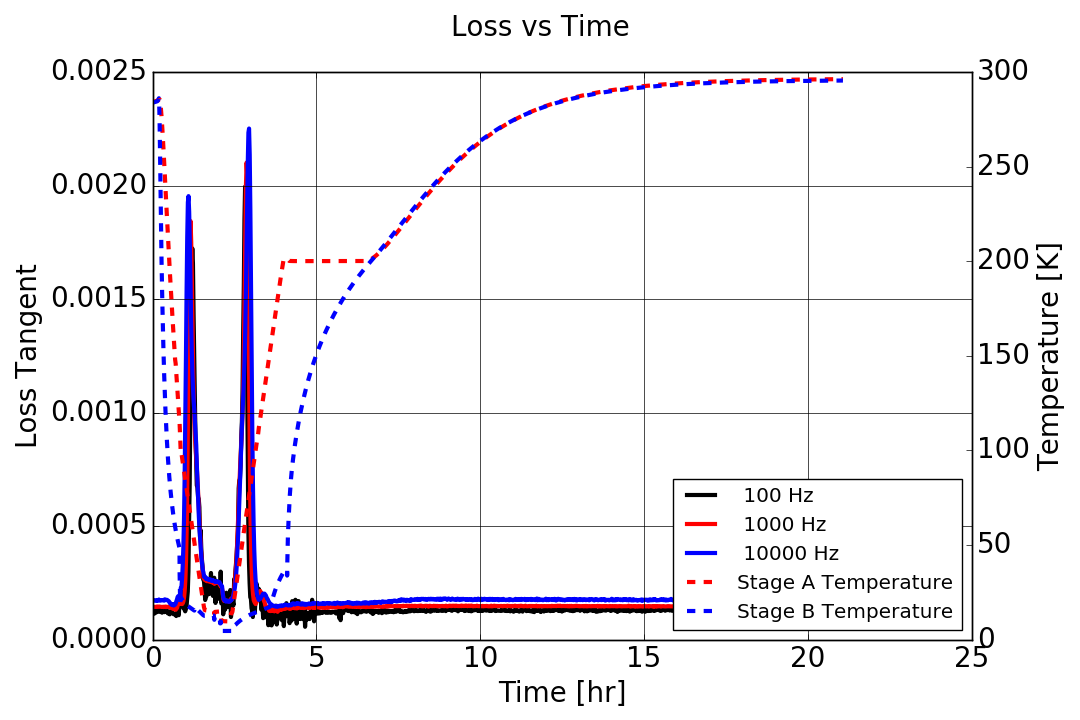 Loss vs Time
0.0025
0.0020
0.0015
0.0010
0.0005
0.0000
Loss Tangent
300
250
200
150
100
50
0
Temperature [K]
100 Hz
1000 Hz
10000 Hz
Stage A Temperature
Stage B Temperature
0 5 10 15 20 25
Time [hr]